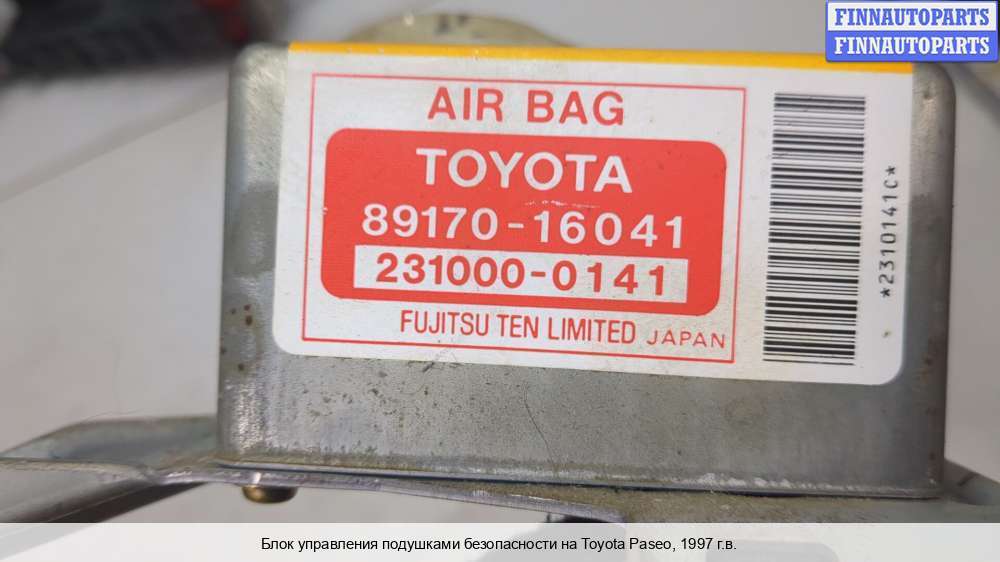 FINNAUTOPARTS
FINNAUTOPARTS
AIR BAG
TOYOTA
89170-16041
231000-0141
FUJITSU TEN LIMITED JAPAN
*2310141C*
Блок управления подушками безопасности на Toyota Paseo, 1997 г.в.